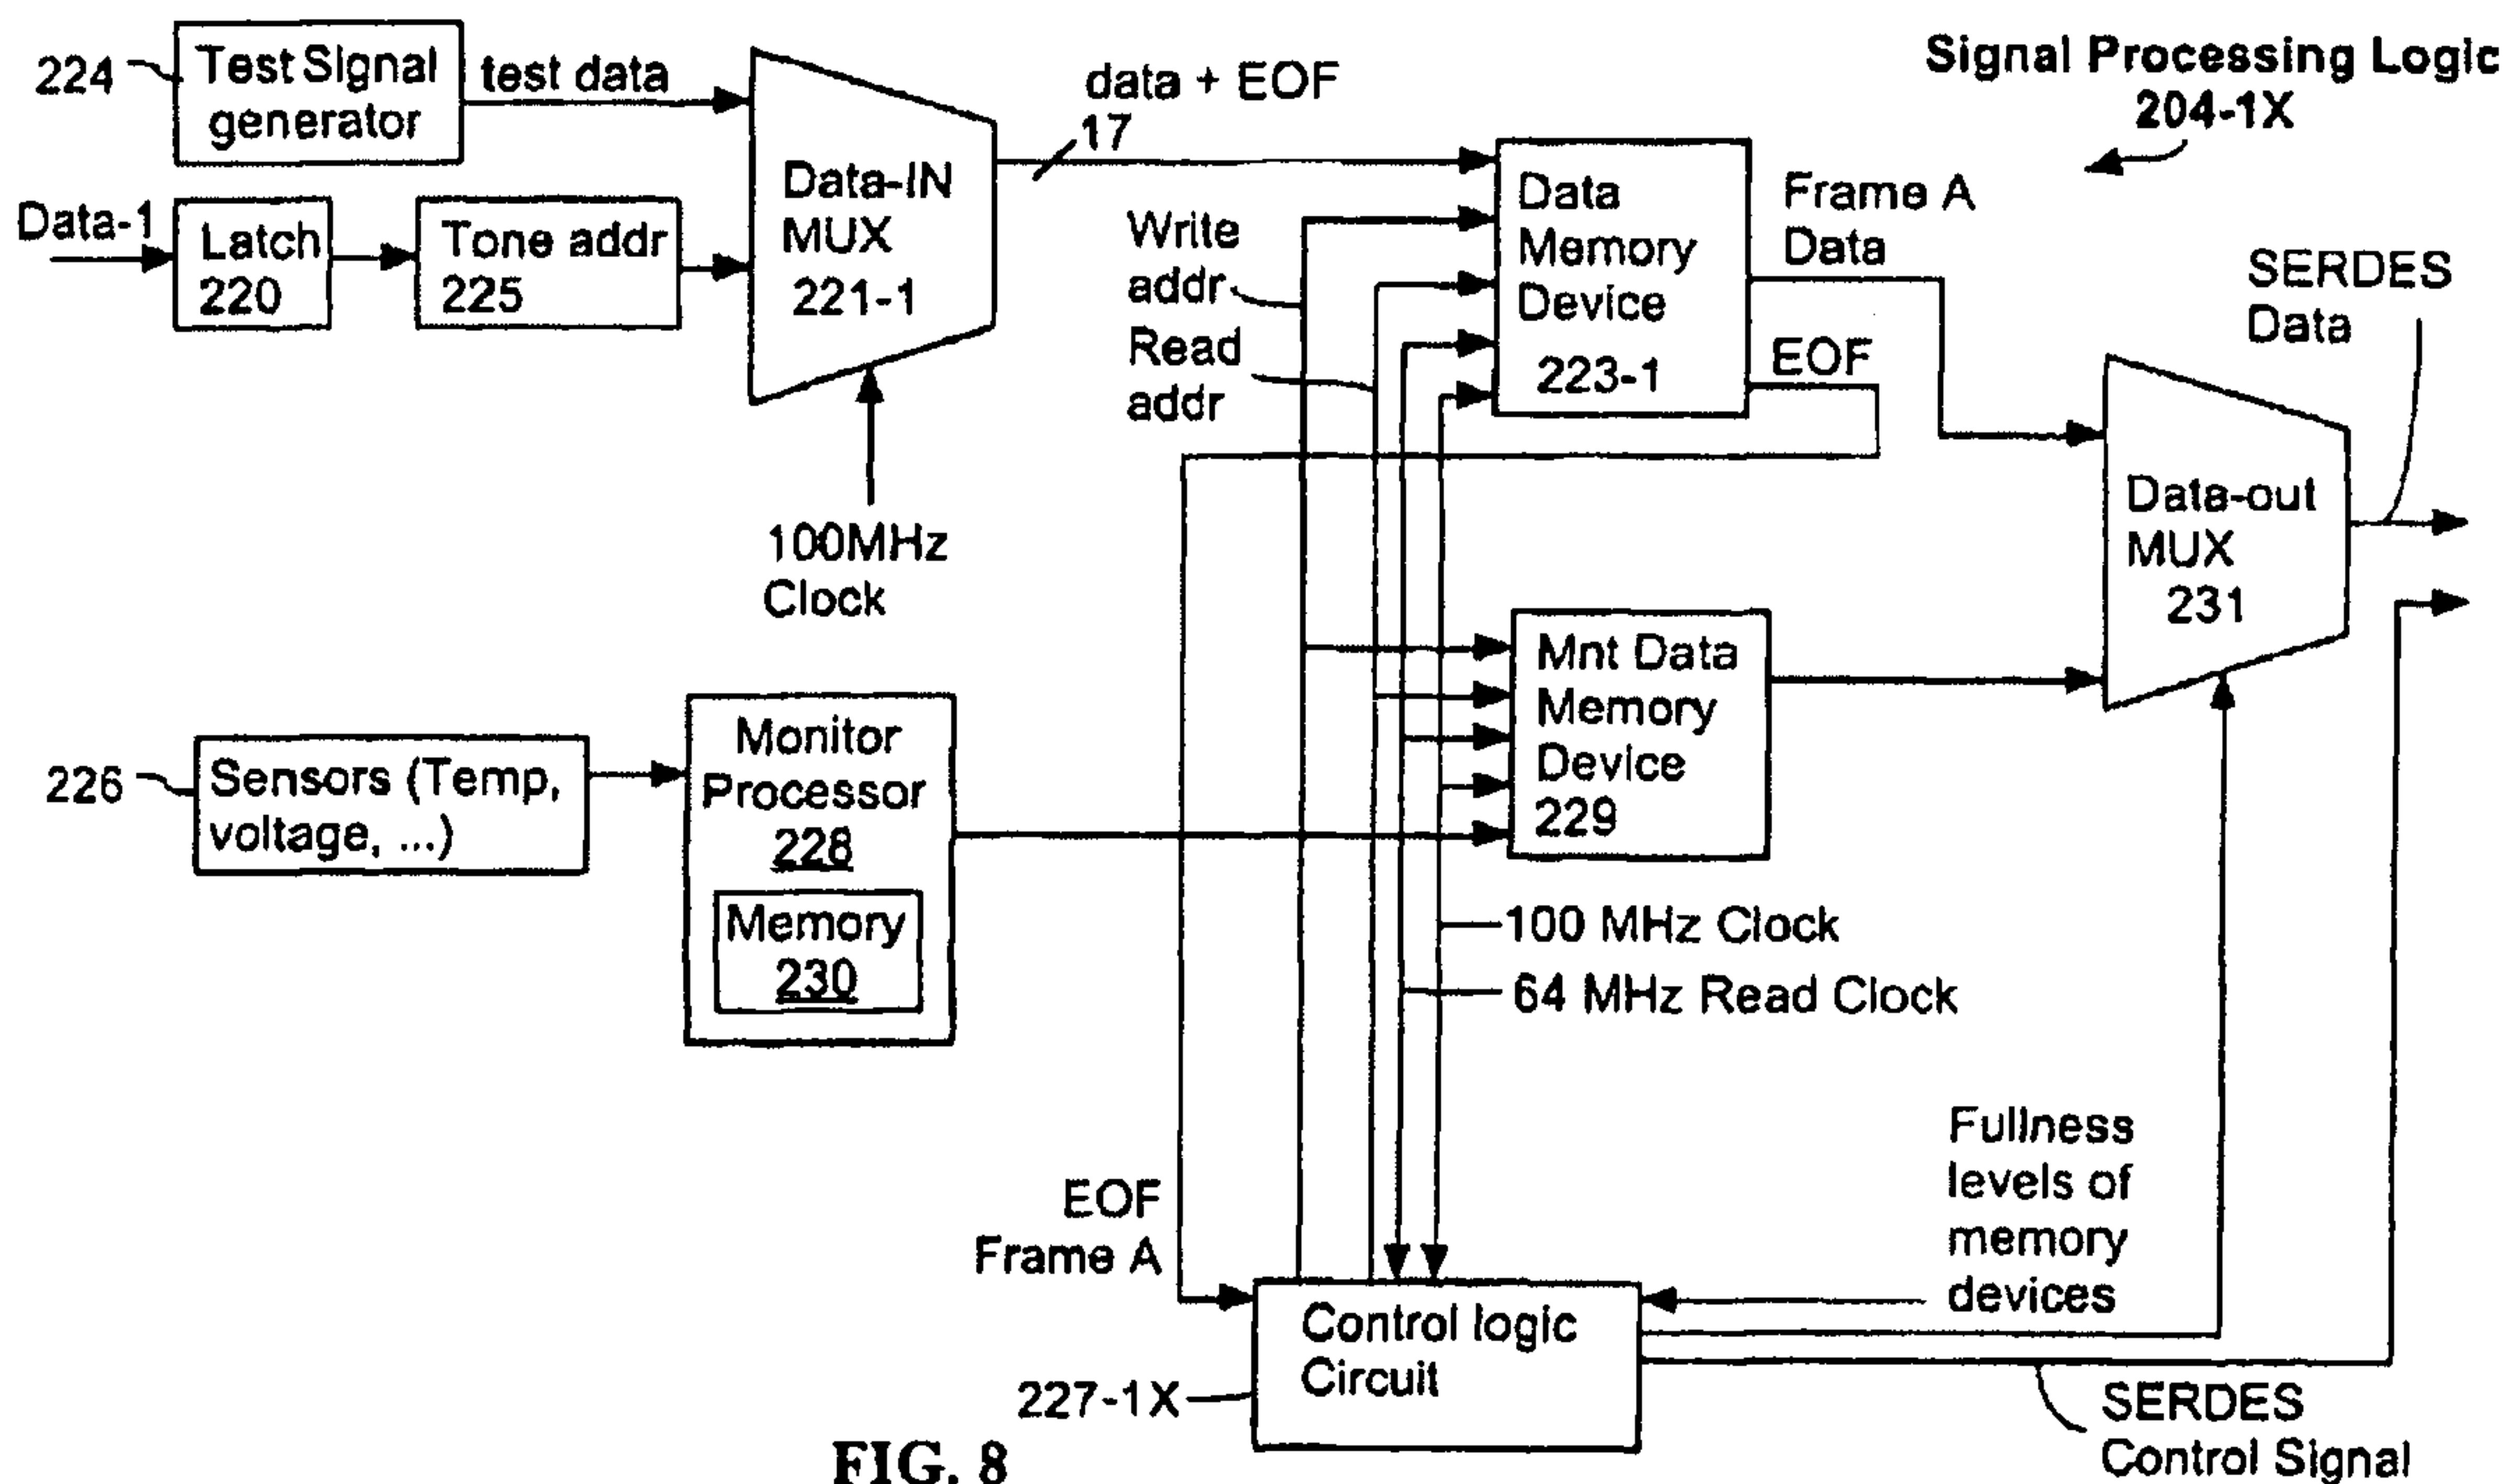 Signal Processing Logic
204-1X
224
Test Signal
generator
test data
data + EOF
17
Data-1
Latch
220
Tone addr
225
Data-IN
MUX
221-1
100MHz
Clock
Write
addr
Read
addr
Data
Memory
Device
223-1
Frame A
Data
EOF
SERDES
Data
Data-out
MUX
231
226
Sensors (Temp,
voltage, ...)
Monitor
Processor
228
Memory
230
Mnt Data
Memory
Device
229
100 MHz Clock
64 MHz Read Clock
EOF
Frame A
Fullness
levels of
memory
devices
Control logic
Circuit
227-1X
SERDES
Control Signal
FIG. 8